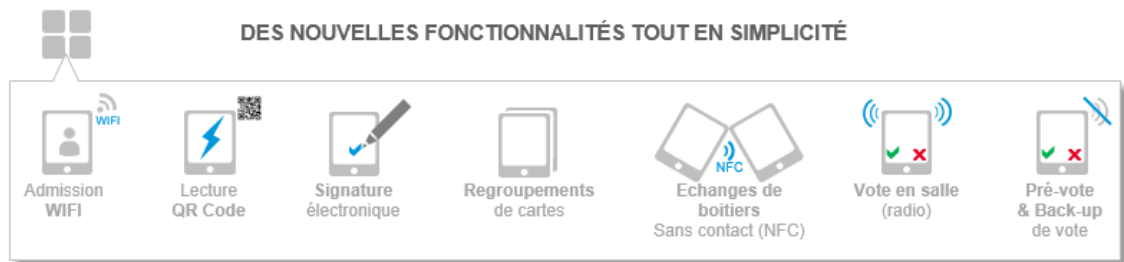 DES NOUVELLES FONCTIONNALITÉS TOUT EN SIMPLICITÉ
WIFI
Admission
WIFI
Lecture
QR Code
Signature
électronique
Regroupements
de cartes
NFC
Echanges de
boitiers
Sans contact (NFC)
Vote en salle
(radio)
Pré-vote
& Back-up
de vote